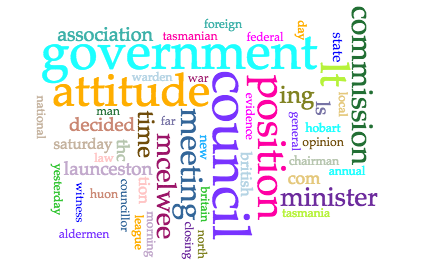 foreign
association
tasmanian
federal
day
state
commission
government
It
warden
war
attitude
council
position
ing
ls
local
national
man
evidence
general
decided
time
far
meeting
new
hobart
opinion
saturday
thc
mcelwee
law
british
chairman
launceston
com
annual
yesterday
witness
huon
councillor
tion
britain
minister
league
morning
closing
north
tasmania
aldermen